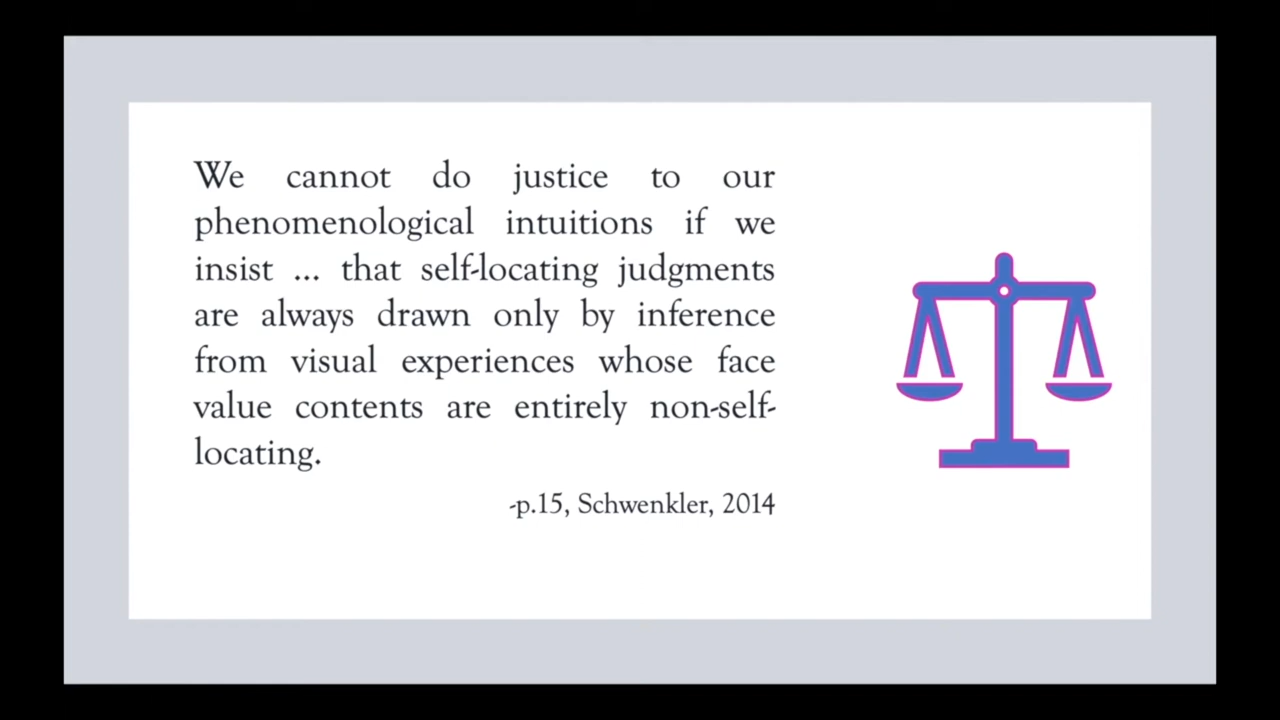 We cannot do justice to our
phenomenological intuitions if we
insist ... that self-locating judgments
are always drawn only by inference
from visual experiences whose face
value contents are entirely non-self-
locating.
-p.15, Schwenkler, 2014